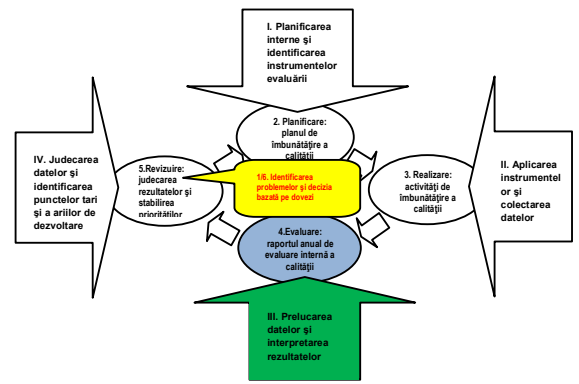 I. Planificarea
interne şi
identificarea
instrumentelor
evaluării
2. Planificare:
planul de
îmbunătăţire a
calităţii
IV. Judecarea
datelor şi
identificarea
punctelor tari
şi a ariilor de
dezvoltare
5.Revizuire:
judecarea
rezultatelor şi
stabilirea
priorităţilor
1/6. Identificarea
problemelor şi decizia
bazată pe dovezi
3. Realizare:
activităţi de
îmbunătăţire a
calităţii
II. Aplicarea
instrumentel
or şi
colectarea
datelor
4.Evaluare:
raportul anual de
evaluare internă a
calităţii
III. Prelucarea
datelor şi
interpretarea
rezultatelor